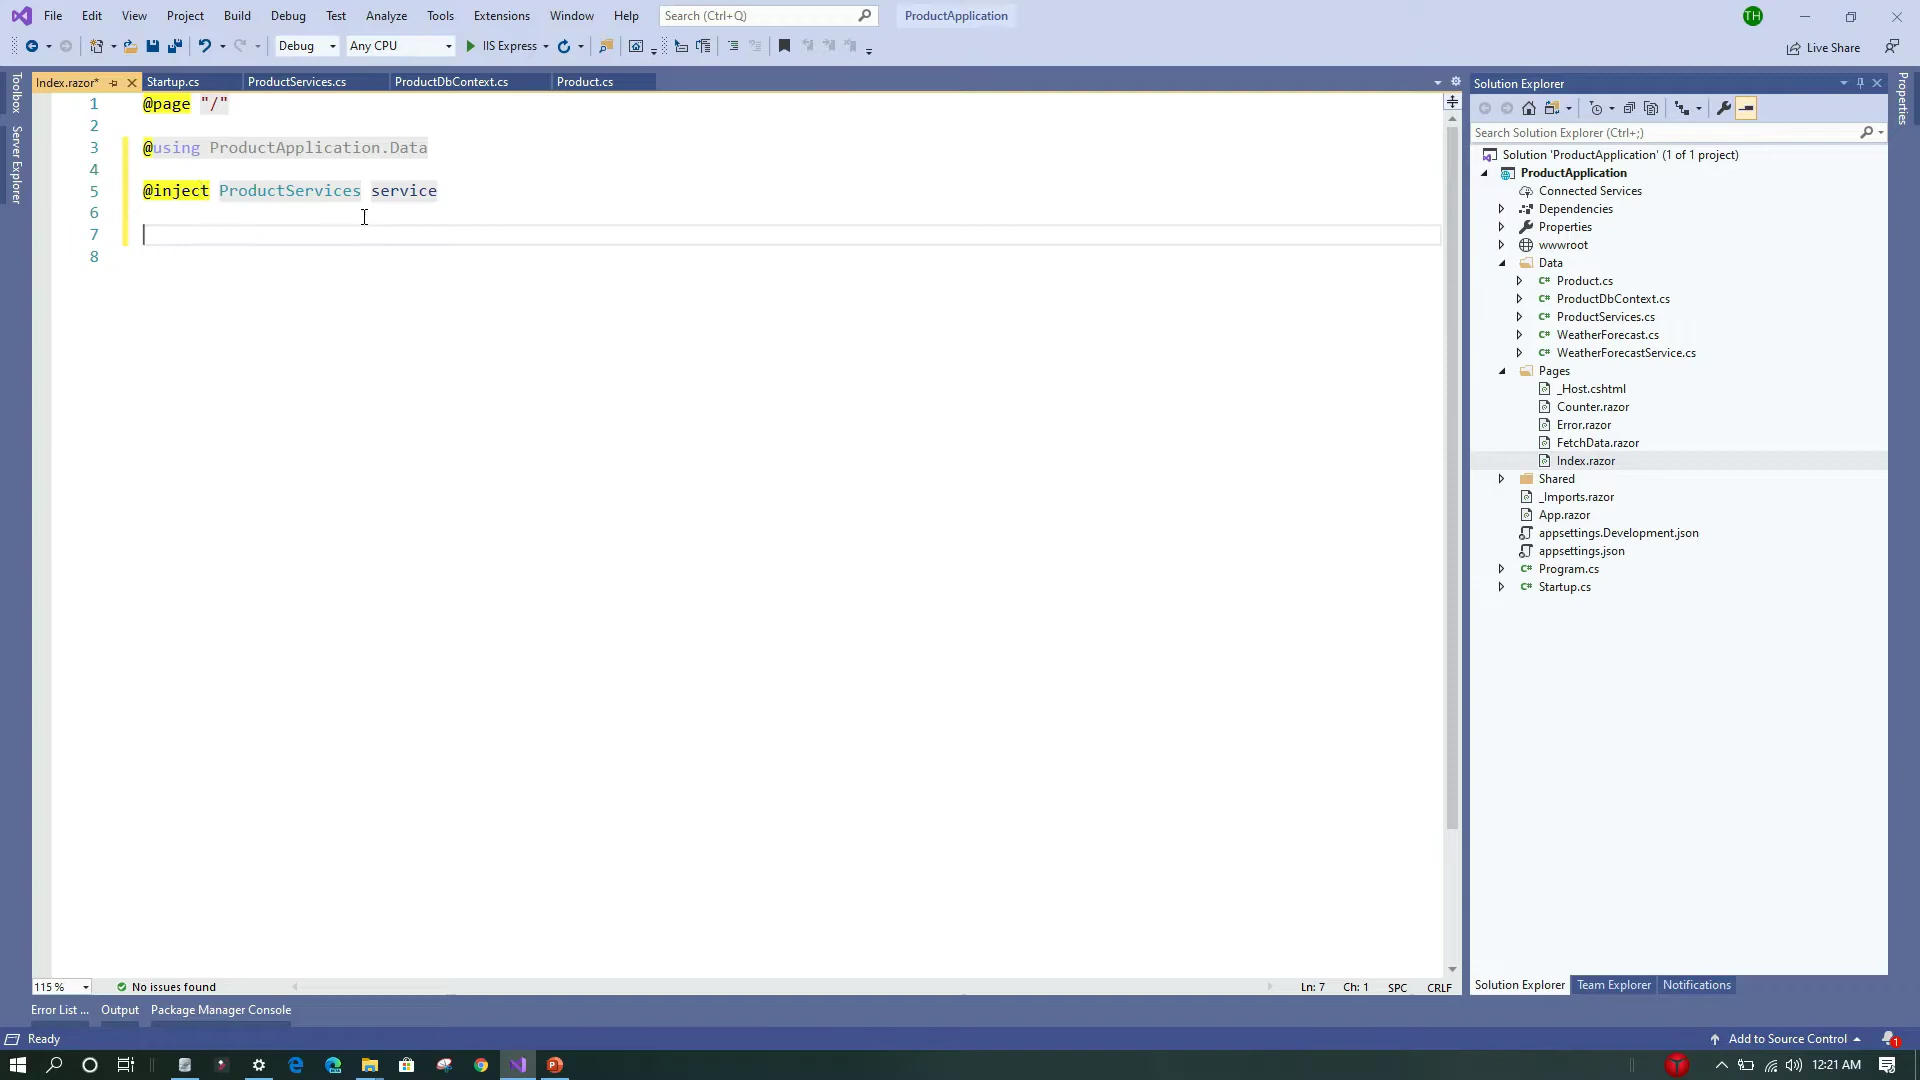 File Edit View Project Build Debug Test Analyze Tools Extensions Window Help Search (Ctrl+Q) ProductApplication TH
Debug Any CPU IIS Express Live Share
Index.razor* Startup.cs ProductServices.cs ProductDbContext.cs Product.cs
Toolbox
Server Explorer
1 @page "/"
2
3 @using ProductApplication.Data
4
5 @inject ProductServices service
6
7
8
115 % No issues found Ln: 7 Ch: 1 SPC CRLF
Solution Explorer
Search Solution Explorer (Ctrl+;)
Solution 'ProductApplication' (1 of 1 project)
ProductApplication
Connected Services
Dependencies
Properties
wwwroot
Data
C# Product.cs
C# ProductDbContext.cs
C# ProductServices.cs
C# WeatherForecast.cs
C# WeatherForecastService.cs
Pages
_Host.cshtml
Counter.razor
Error.razor
FetchData.razor
Index.razor
Shared
_Imports.razor
App.razor
appsettings.Development.json
appsettings.json
C# Program.cs
C# Startup.cs
Solution Explorer Team Explorer Notifications
Properties
Error List ... Output Package Manager Console
Ready Add to Source Control 1
12:21 AM